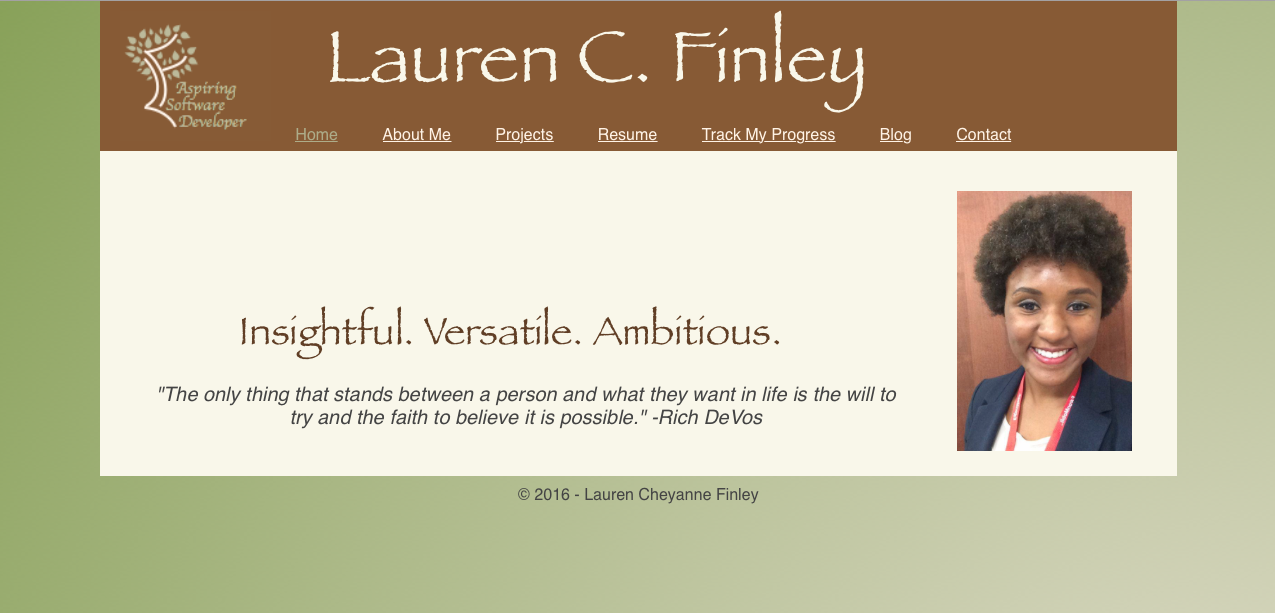 Aspiring
Software
Developer
Lauren C. Finley
Home About Me Projects Resume Track My Progress Blog Contact
Insightful. Versatile. Ambitious.
"The only thing that stands between a person and what they want in life is the will to
try and the faith to believe it is possible." -Rich DeVos
© 2016 - Lauren Cheyanne Finley